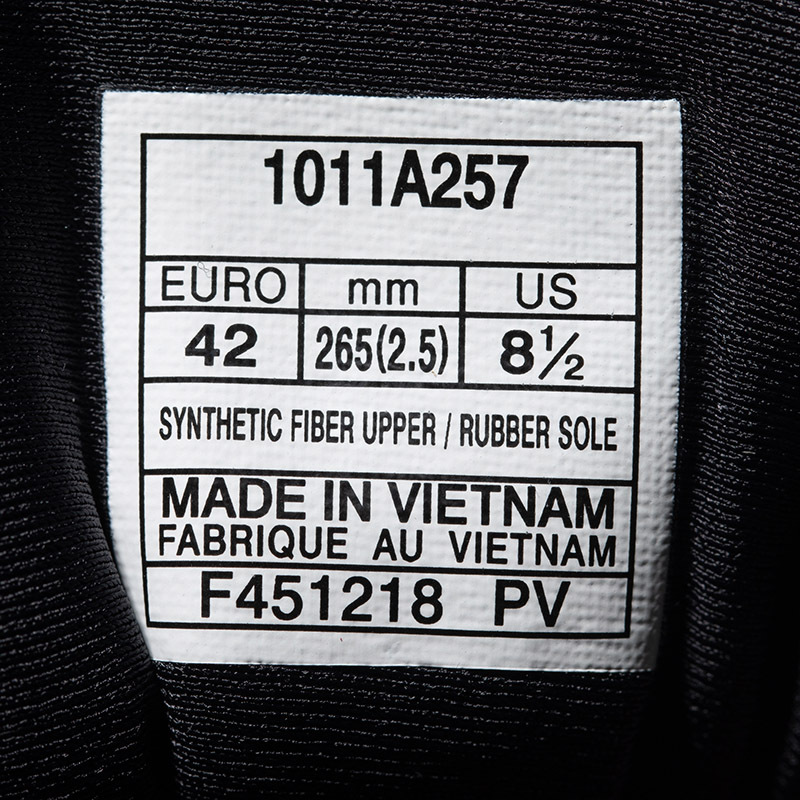 1011A257
EURO mm US
42 265(2.5) 8½
SYNTHETIC FIBER UPPER / RUBBER SOLE
MADE IN VIETNAM
FABRIQUE AU VIETNAM
F451218 PV